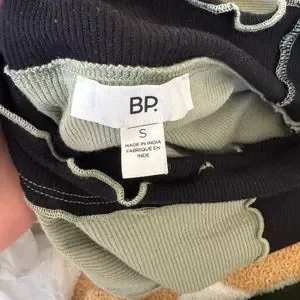 BP.
S
MADE IN INDIA
FABRIQUÉ EN
INDE